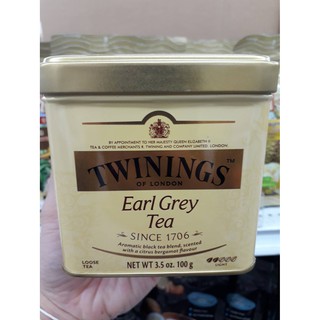 BY APPOINTMENT TO HER MAJESTY QUEEN ELIZABETH II
TEA & COFFEE MERCHANTS R. TWINING AND COMPANY LIMITED, LONDON
TWININGS™
OF LONDON
Earl Grey
Tea
SINCE 1706
Aromatic black tea blend, scented
with a citrus bergamot flavour
LOOSE
TEA
NET WT 3.5 oz. 100 g